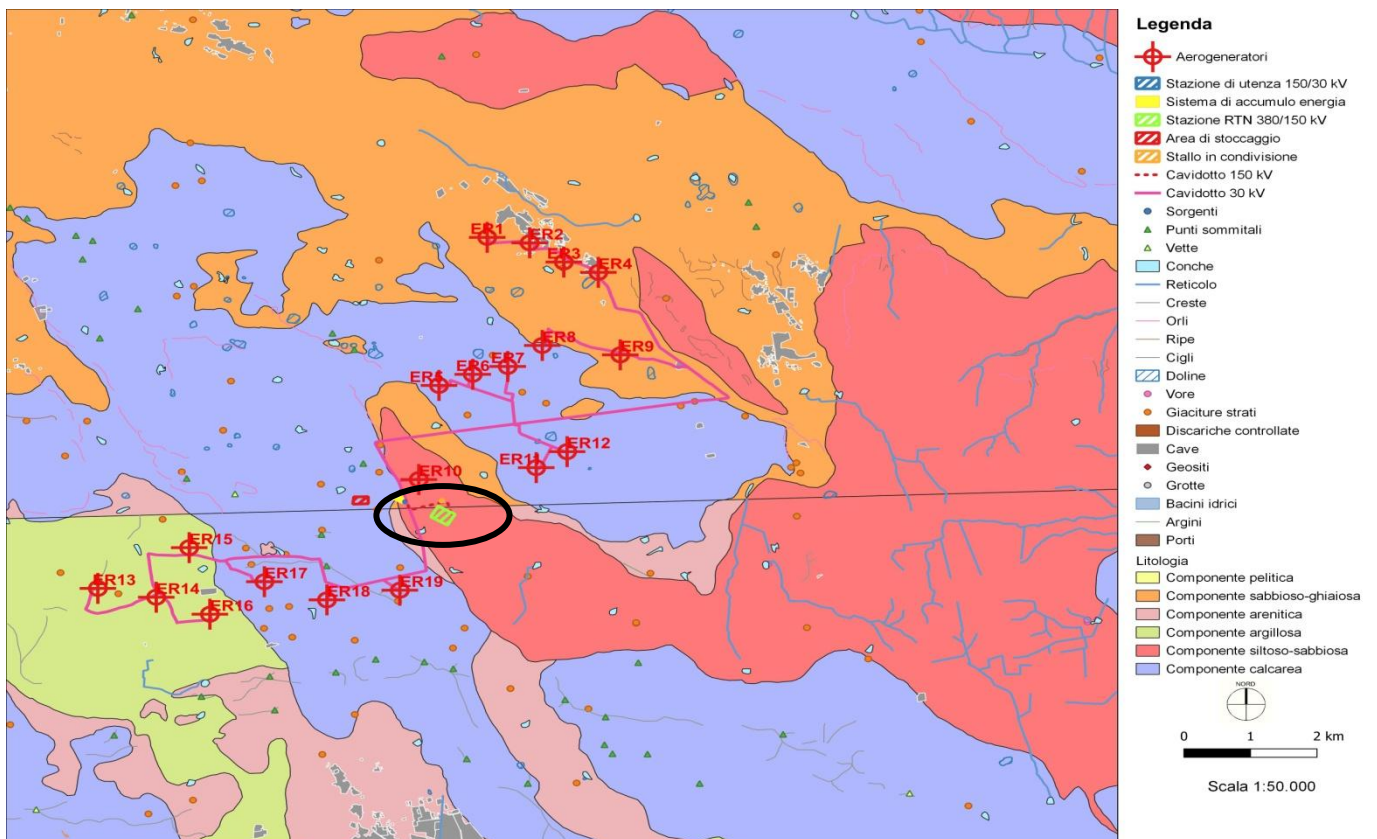 ER1
ER2
ER3
ER4
ER8
ER9
ER7
ER6
ER5
ER12
ER11
ER10
ER15
ER13
ER14
ER17
ER16
ER18
ER19
Legenda
Aerogeneratori
Stazione di utenza 150/30 kV
Sistema di accumulo energia
Stazione RTN 380/150 kV
Area di stoccaggio
Stallo in condivisione
Cavidotto 150 kV
Cavidotto 30 kV
Sorgenti
Punti sommitali
Vette
Conche
Reticolo
Creste
Orli
Ripe
Cigli
Doline
Vore
Giaciture strati
Discariche controllate
Cave
Geositi
Grotte
Bacini idrici
Argini
Porti
Litologia
Componente pelitica
Componente sabbioso-ghiaiosa
Componente arenitica
Componente argillosa
Componente siltoso-sabbiosa
Componente calcarea
NORD
0 1 2 km
Scala 1:50.000